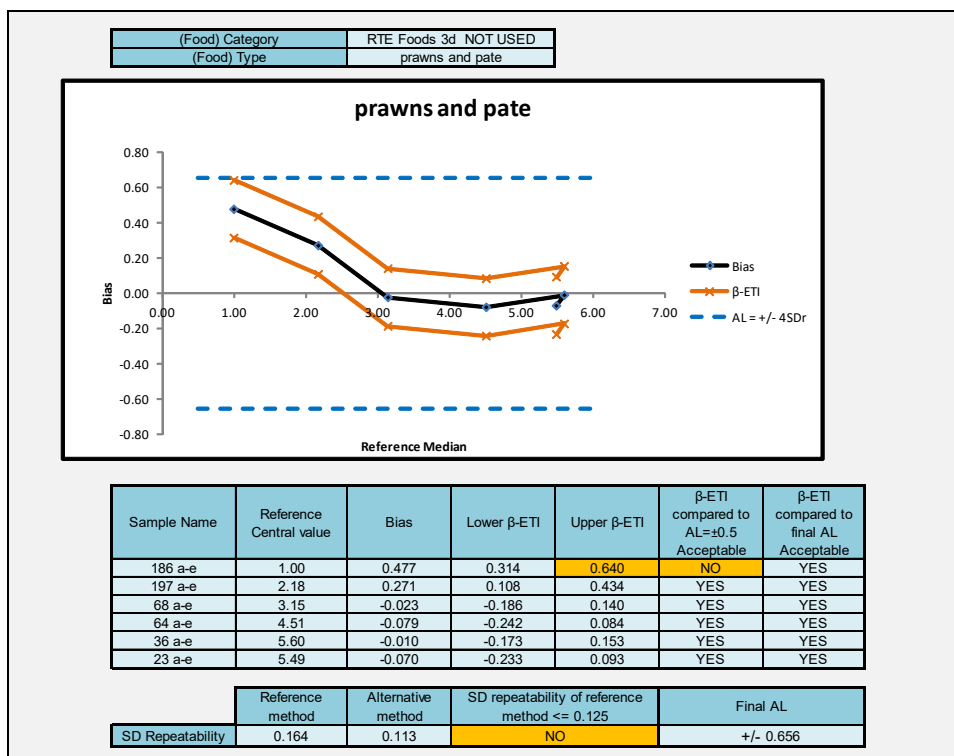 (Food) Category RTE Foods 3d NOT USED
(Food) Type prawns and pate
prawns and pate
0.80
0.60
0.40
0.20
0.00
-0.20
-0.40
-0.60
-0.80
0.00 1.00 2.00 3.00 4.00 5.00 6.00 7.00
Bias
Reference Median
Bias
β-ETI
AL = +/- 4SDr
Sample Name Reference Central value Bias Lower β-ETI Upper β-ETI β-ETI compared to AL=±0.5 Acceptable β-ETI compared to final AL Acceptable
186 a-e 1.00 0.477 0.314 0.640 NO YES
197 a-e 2.18 0.271 0.108 0.434 YES YES
68 a-e 3.15 -0.023 -0.186 0.140 YES YES
64 a-e 4.51 -0.079 -0.242 0.084 YES YES
36 a-e 5.60 -0.010 -0.173 0.153 YES YES
23 a-e 5.49 -0.070 -0.233 0.093 YES YES
Reference method Alternative method SD repeatability of reference method <= 0.125 Final AL
SD Repeatability 0.164 0.113 NO +/- 0.656